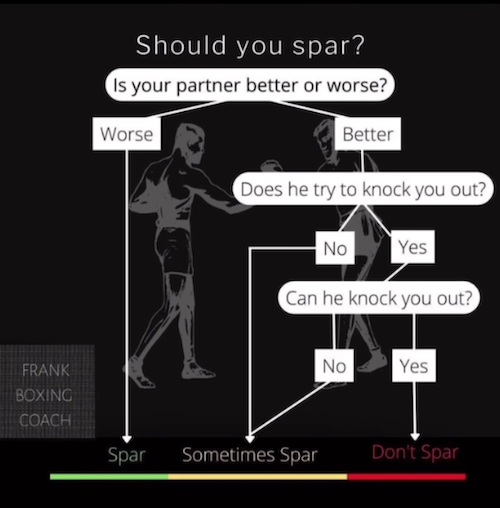 Should you spar?
Is your partner better or worse?
Worse
Better
Does he try to knock you out?
No
Yes
Can he knock you out?
No
Yes
FRANK
BOXING
COACH
Spar
Sometimes Spar
Don't Spar